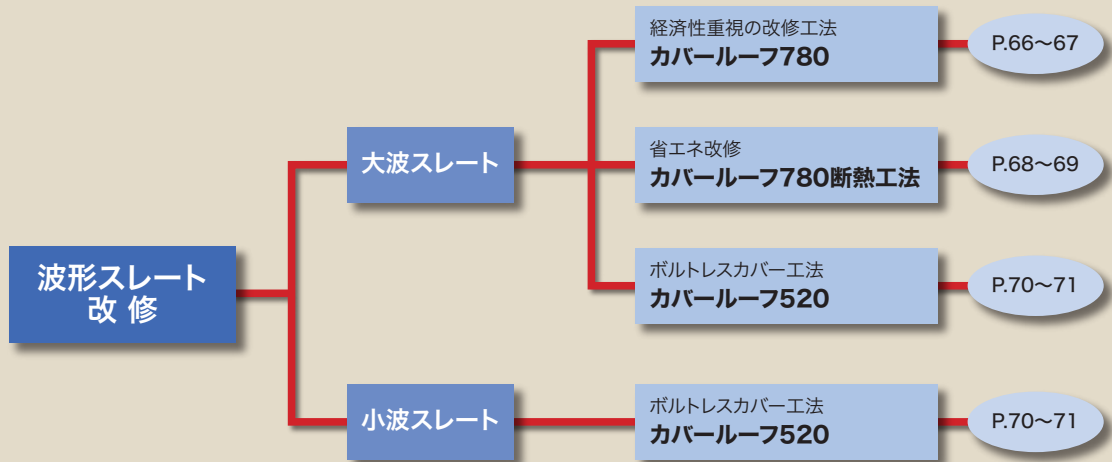 波形スレート
改 修
大波スレート
経済性重視の改修工法
カバールーフ780
P.66〜67
省エネ改修
カバールーフ780断熱工法
P.68〜69
ボルトレスカバー工法
カバールーフ520
P.70〜71
小波スレート
ボルトレスカバー工法
カバールーフ520
P.70〜71